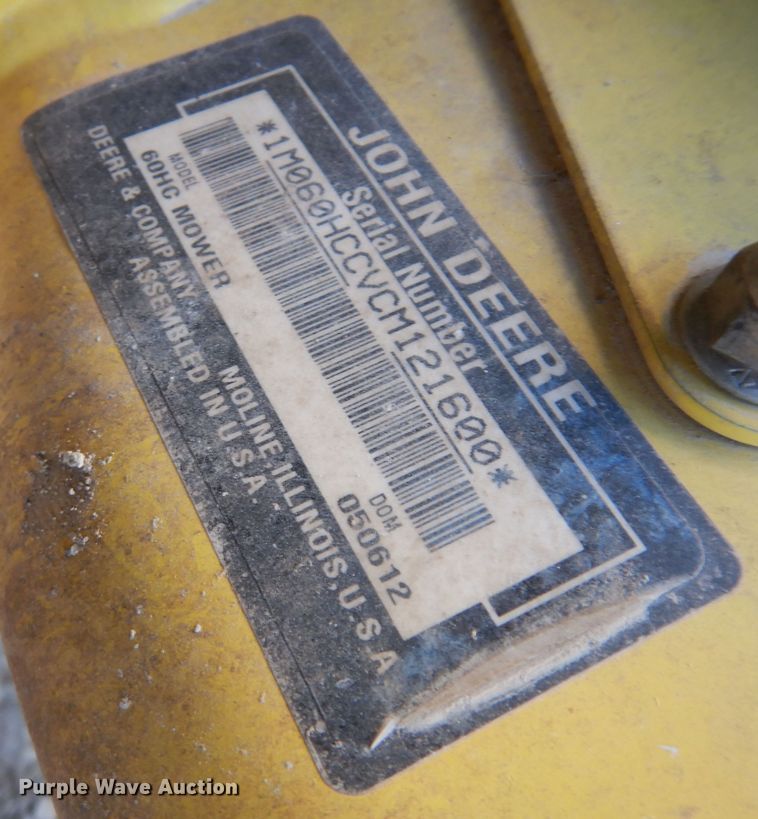 JOHN DEERE
Serial Number
*1M060HCCVCM121600*
MODEL
60HC MOWER
DOM
050612
DEERE & COMPANY MOLINE, ILLINOIS, U.S.A
ASSEMBLED IN U.S.A.
Purple Wave Auction